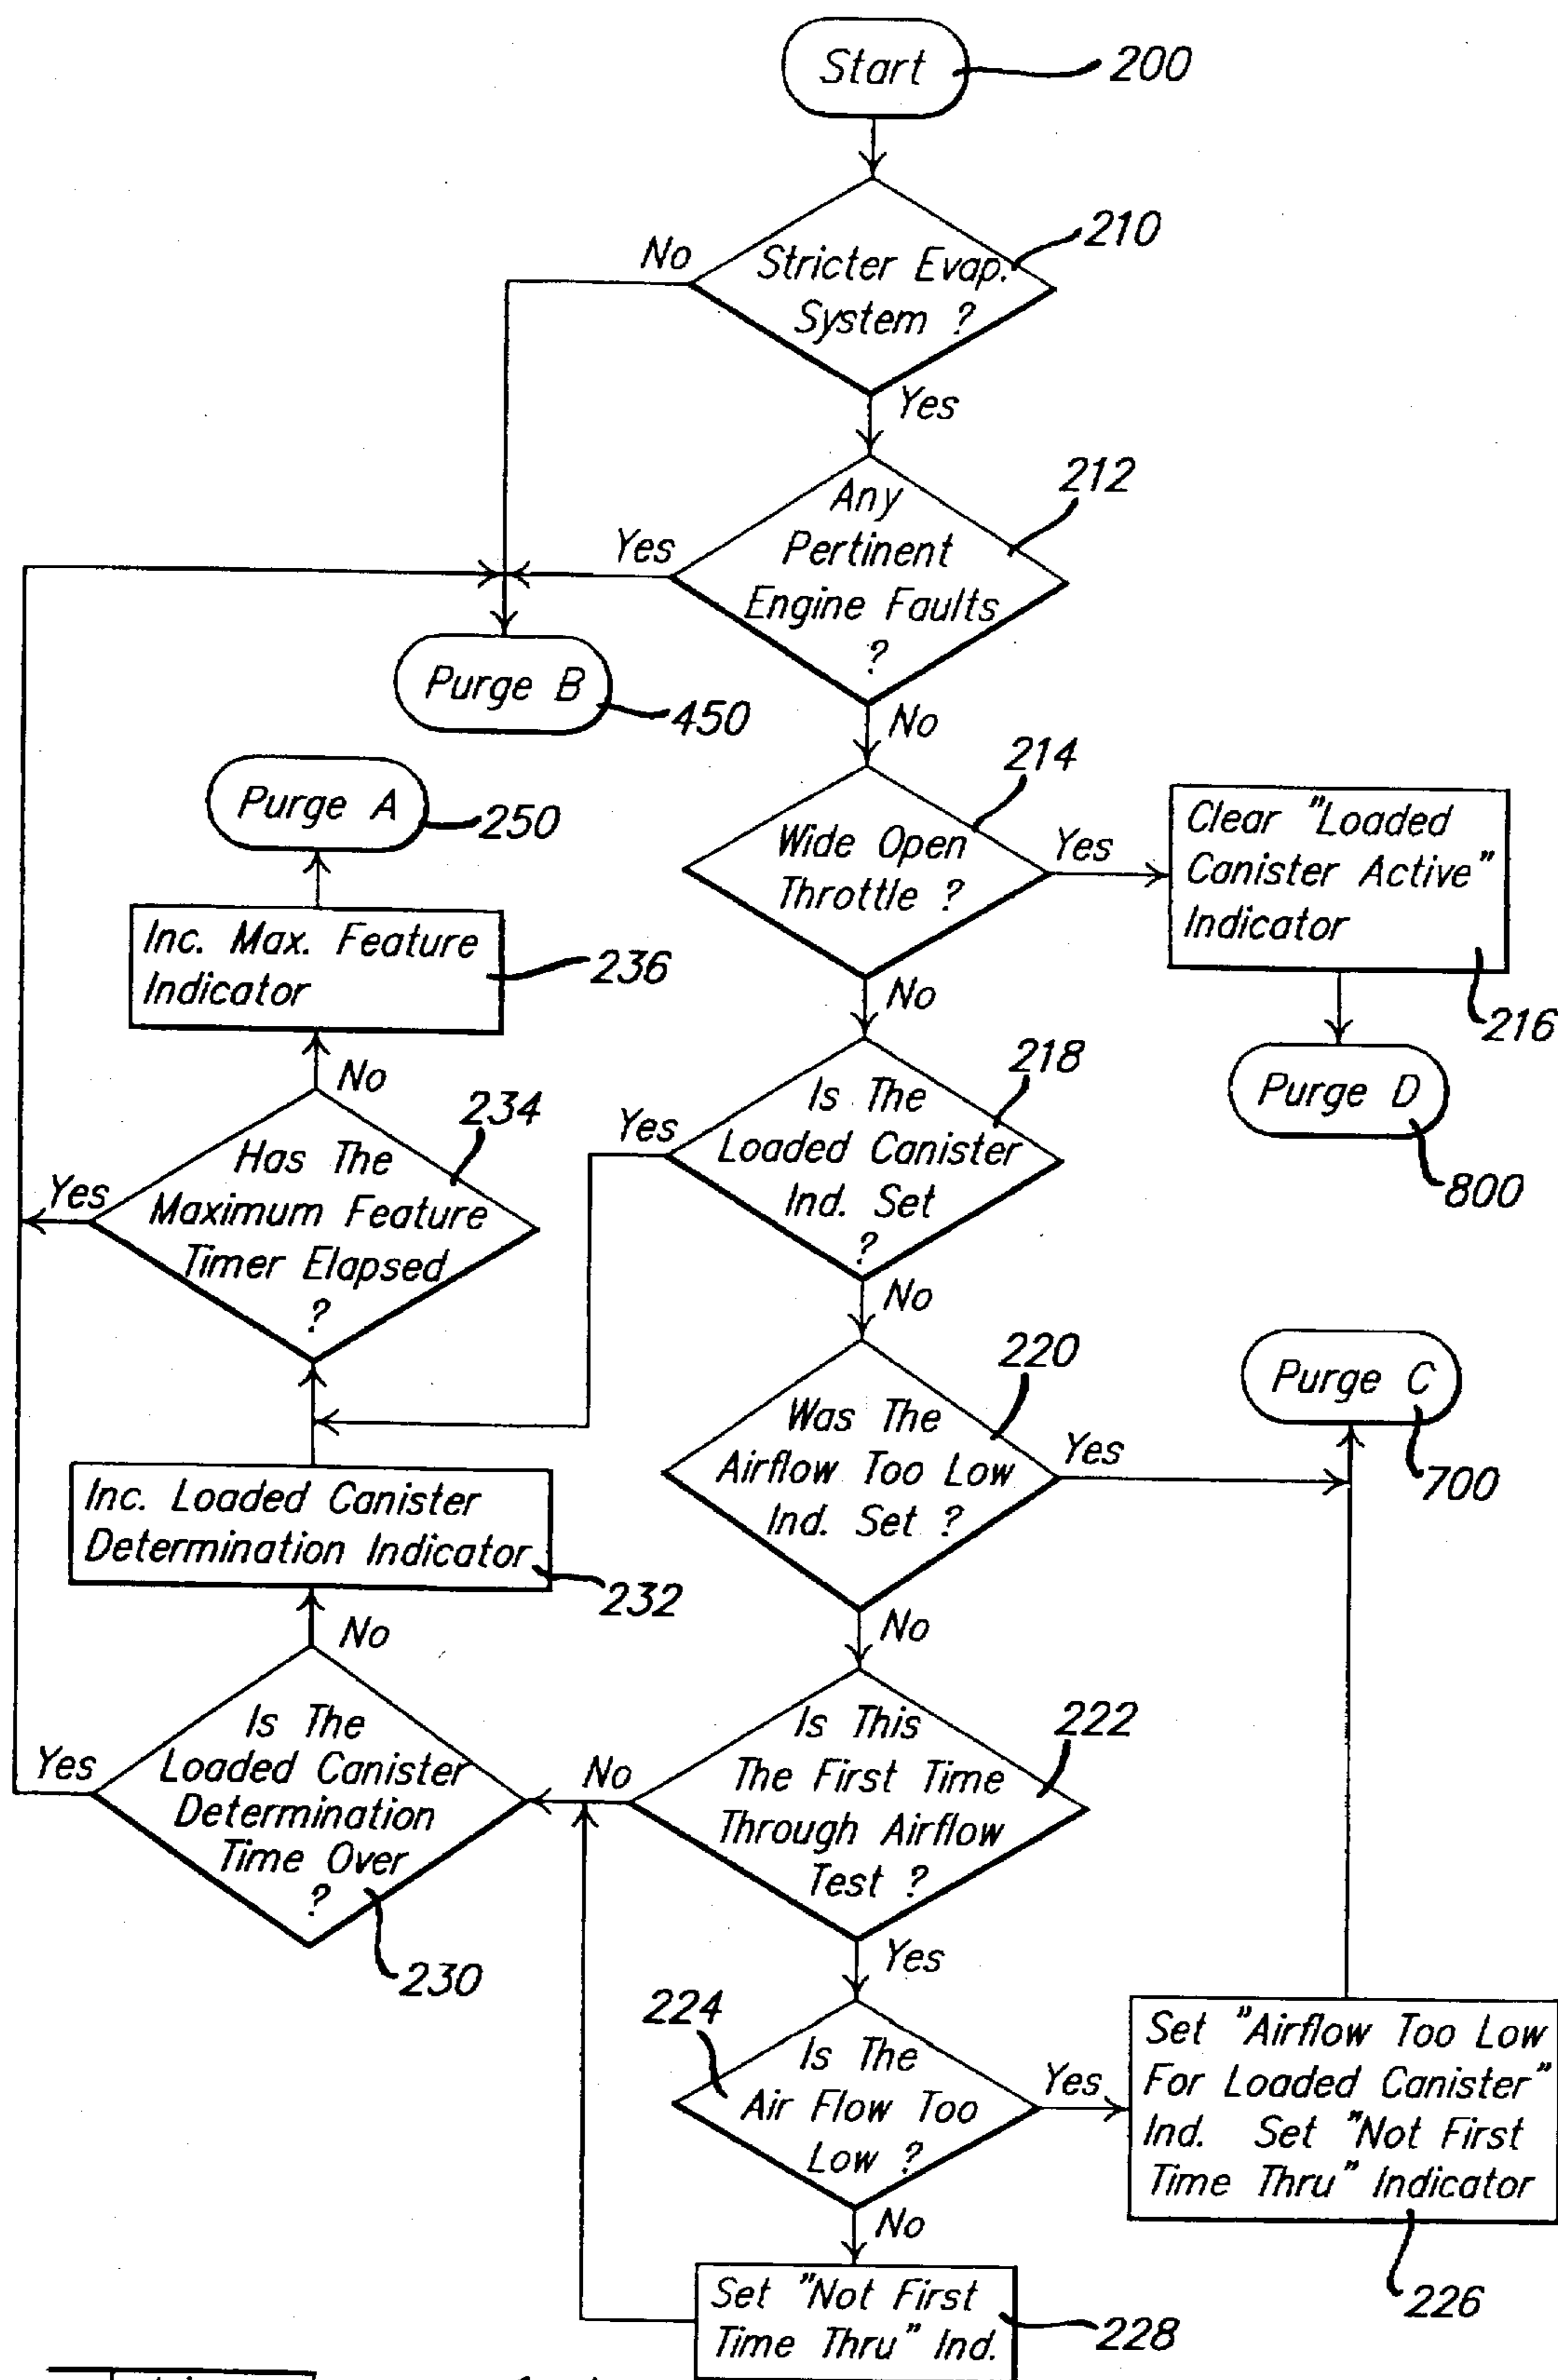 Start
200
210
No
Stricter Evap.
System ?
Yes
212
Any
Pertinent
Engine Faults
?
Yes
Purge B
450
No
214
Wide Open
Throttle ?
Yes
Clear "Loaded
Canister Active"
Indicator
216
Purge D
800
Purge A
250
Inc. Max. Feature
Indicator
236
No
234
Has The
Maximum Feature
Timer Elapsed
?
Yes
No
218
Is The
Loaded Canister
Ind. Set
?
Yes
No
220
Was The
Airflow Too Low
Ind. Set ?
Yes
Purge C
700
Inc. Loaded Canister
Determination Indicator
232
No
Is The
Loaded Canister
Determination
Time Over
?
Yes
230
No
222
Is This
The First Time
Through Airflow
Test ?
No
Yes
224
Is The
Air Flow Too
Low ?
Yes
Set "Airflow Too Low
For Loaded Canister"
Ind. Set "Not First
Time Thru" Indicator
226
No
Set "Not First
Time Thru" Ind.
228